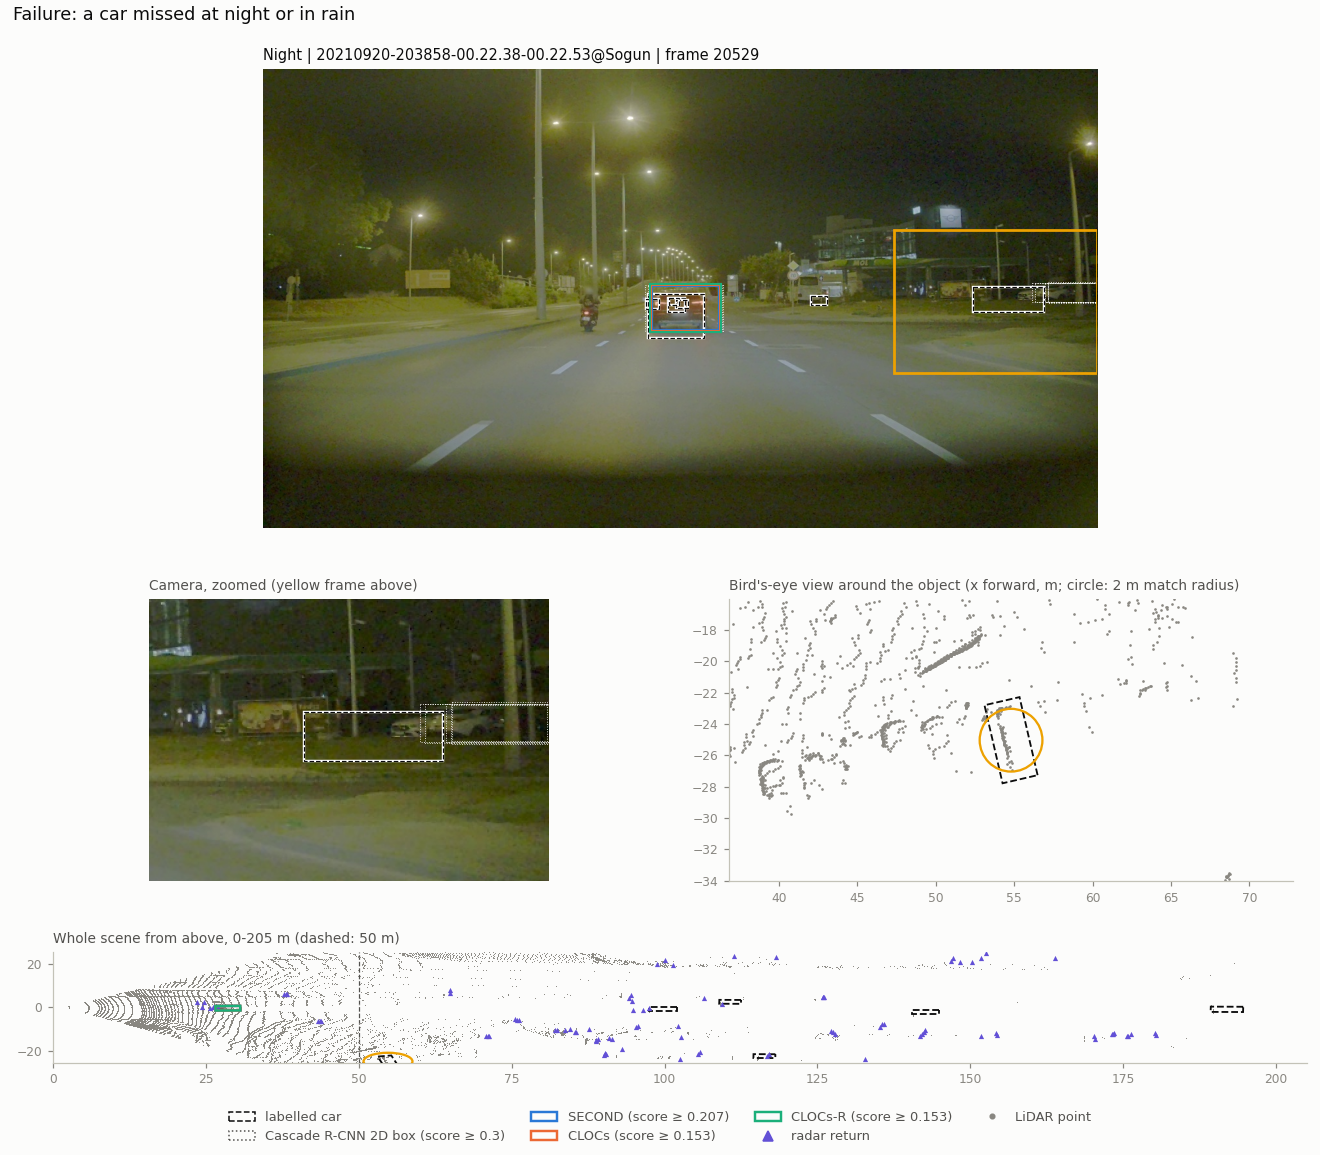 Failure: a car missed at night or in rain
Night | 20210920-203858-00.22.38-00.22.53@Sogun | frame 20529
Camera, zoomed (yellow frame above)
Bird's-eye view around the object (x forward, m; circle: 2 m match radius)
−18
−20
−22
−24
−26
−28
−30
−32
−34
40
45
50
55
60
65
70
Whole scene from above, 0-205 m (dashed: 50 m)
20
0
−20
0
25
50
75
100
125
150
175
200
labelled car
SECOND (score ≥ 0.207)
CLOCs-R (score ≥ 0.153)
LiDAR point
Cascade R-CNN 2D box (score ≥ 0.3)
CLOCs (score ≥ 0.153)
radar return